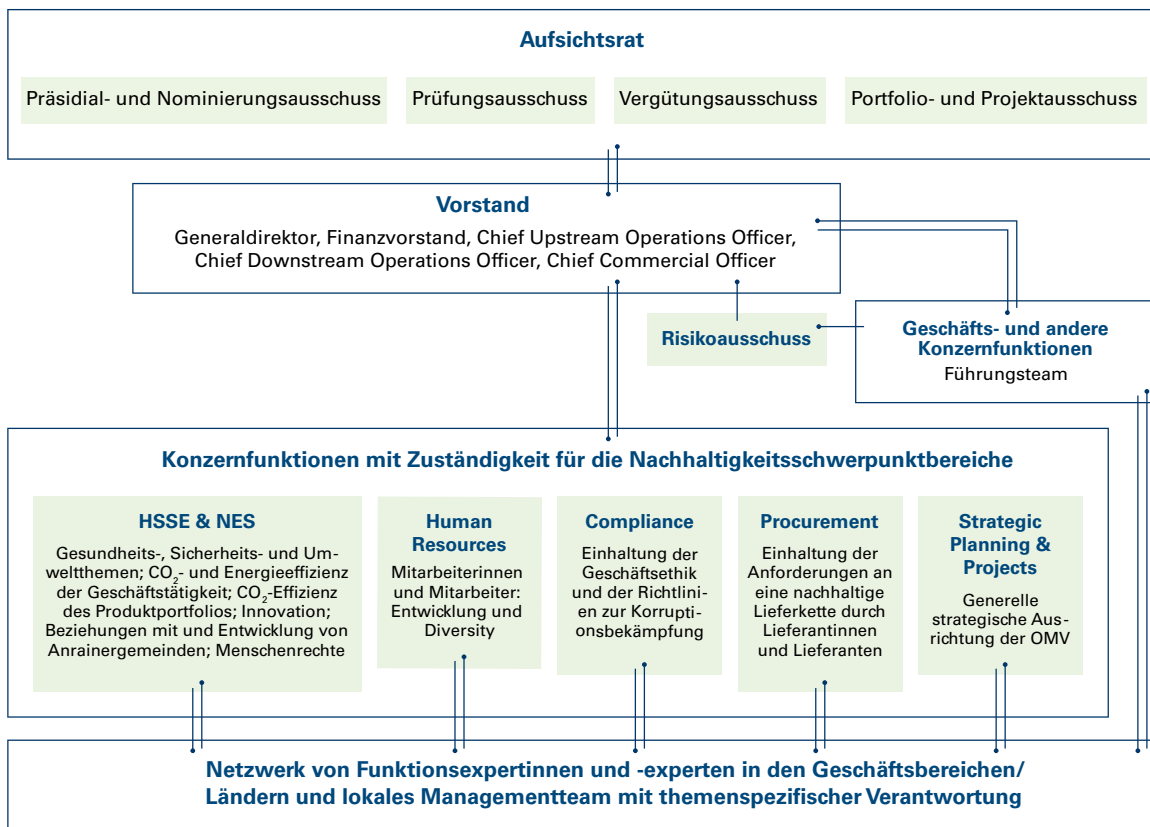 Aufsichtsrat
Präsidial- und Nominierungsausschuss
Prüfungsausschuss
Vergütungsausschuss
Portfolio- und Projektausschuss
Vorstand
Generaldirektor, Finanzvorstand, Chief Upstream Operations Officer,
Chief Downstream Operations Officer, Chief Commercial Officer
Risikoausschuss
Geschäfts- und andere
Konzernfunktionen
Führungsteam
Konzernfunktionen mit Zuständigkeit für die Nachhaltigkeitsschwerpunktbereiche
HSSE & NES
Gesundheits-, Sicherheits- und Um-
weltthemen; CO₂- und Energieeffizienz
der Geschäftstätigkeit; CO₂-Effizienz
des Produktportfolios; Innovation;
Beziehungen mit und Entwicklung von
Anrainergemeinden; Menschenrechte
Human
Resources
Mitarbeiterinnen
und Mitarbeiter:
Entwicklung und
Diversity
Compliance
Einhaltung der
Geschäftsethik
und der Richtlini-
en zur Korrupti-
onsbekämpfung
Procurement
Einhaltung der
Anforderungen an
eine nachhaltige
Lieferkette durch
Lieferantinnen
und Lieferanten
Strategic
Planning &
Projects
Generelle
strategische Aus-
richtung der OMV
Netzwerk von Funktionsexpertinnen und -experten in den Geschäftsbereichen/
Ländern und lokales Managementteam mit themenspezifischer Verantwortung